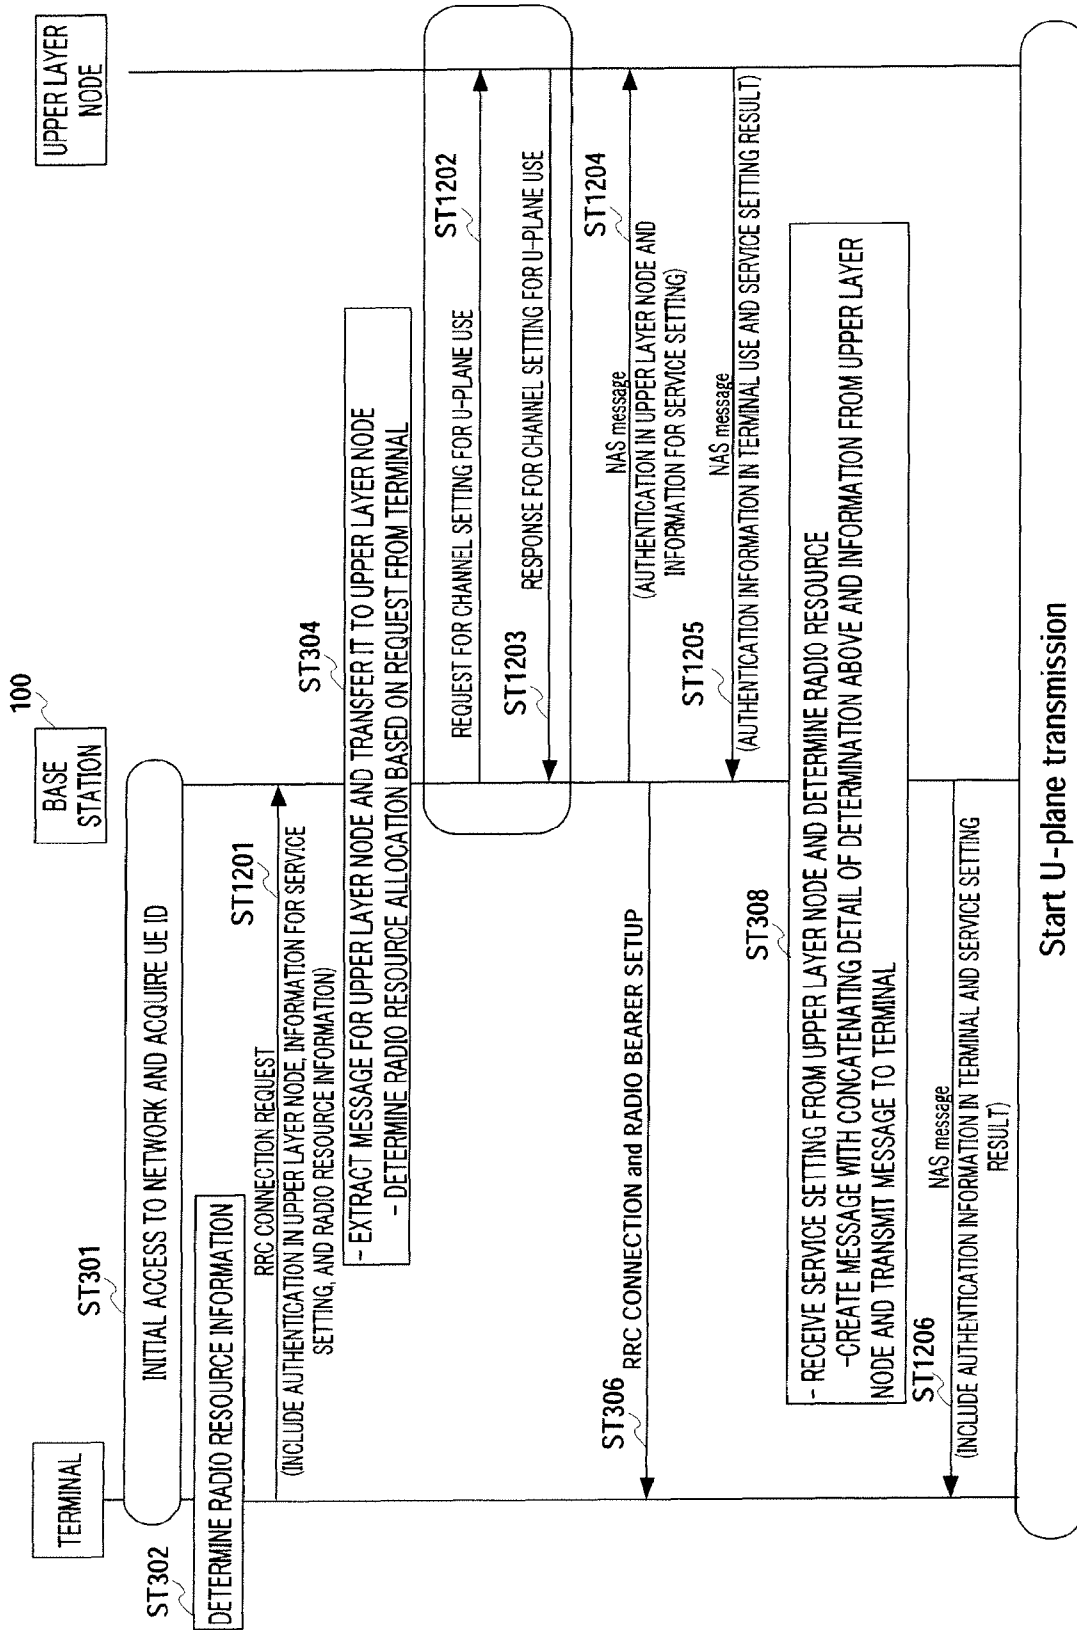 TERMINAL
100
BASE
STATION
UPPER LAYER
NODE
ST301
INITIAL ACCESS TO NETWORK AND ACQUIRE UE ID
ST302
DETERMINE RADIO RESOURCE INFORMATION
RRC CONNECTION REQUEST
ST1201
(INCLUDE AUTHENTICATION IN UPPER LAYER NODE, INFORMATION FOR SERVICE
SETTING, AND RADIO RESOURCE INFORMATION)
ST304
- EXTRACT MESSAGE FOR UPPER LAYER NODE AND TRANSFER IT TO UPPER LAYER NODE
- DETERMINE RADIO RESOURCE ALLOCATION BASED ON REQUEST FROM TERMINAL
ST1202
REQUEST FOR CHANNEL SETTING FOR U-PLANE USE
ST1203
RESPONSE FOR CHANNEL SETTING FOR U-PLANE USE
ST1204
NAS message
(AUTHENTICATION IN UPPER LAYER NODE AND
INFORMATION FOR SERVICE SETTING)
ST306
RRC CONNECTION and RADIO BEARER SETUP
ST1205
NAS message
(AUTHENTICATION INFORMATION IN TERMINAL USE AND SERVICE SETTING RESULT)
ST308
- RECEIVE SERVICE SETTING FROM UPPER LAYER NODE AND DETERMINE RADIO RESOURCE
-CREATE MESSAGE WITH CONCATENATING DETAIL OF DETERMINATION ABOVE AND INFORMATION FROM UPPER LAYER
NODE AND TRANSMIT MESSAGE TO TERMINAL
ST1206
NAS message
(INCLUDE AUTHENTICATION INFORMATION IN TERMINAL AND SERVICE SETTING
RESULT)
Start U-plane transmission